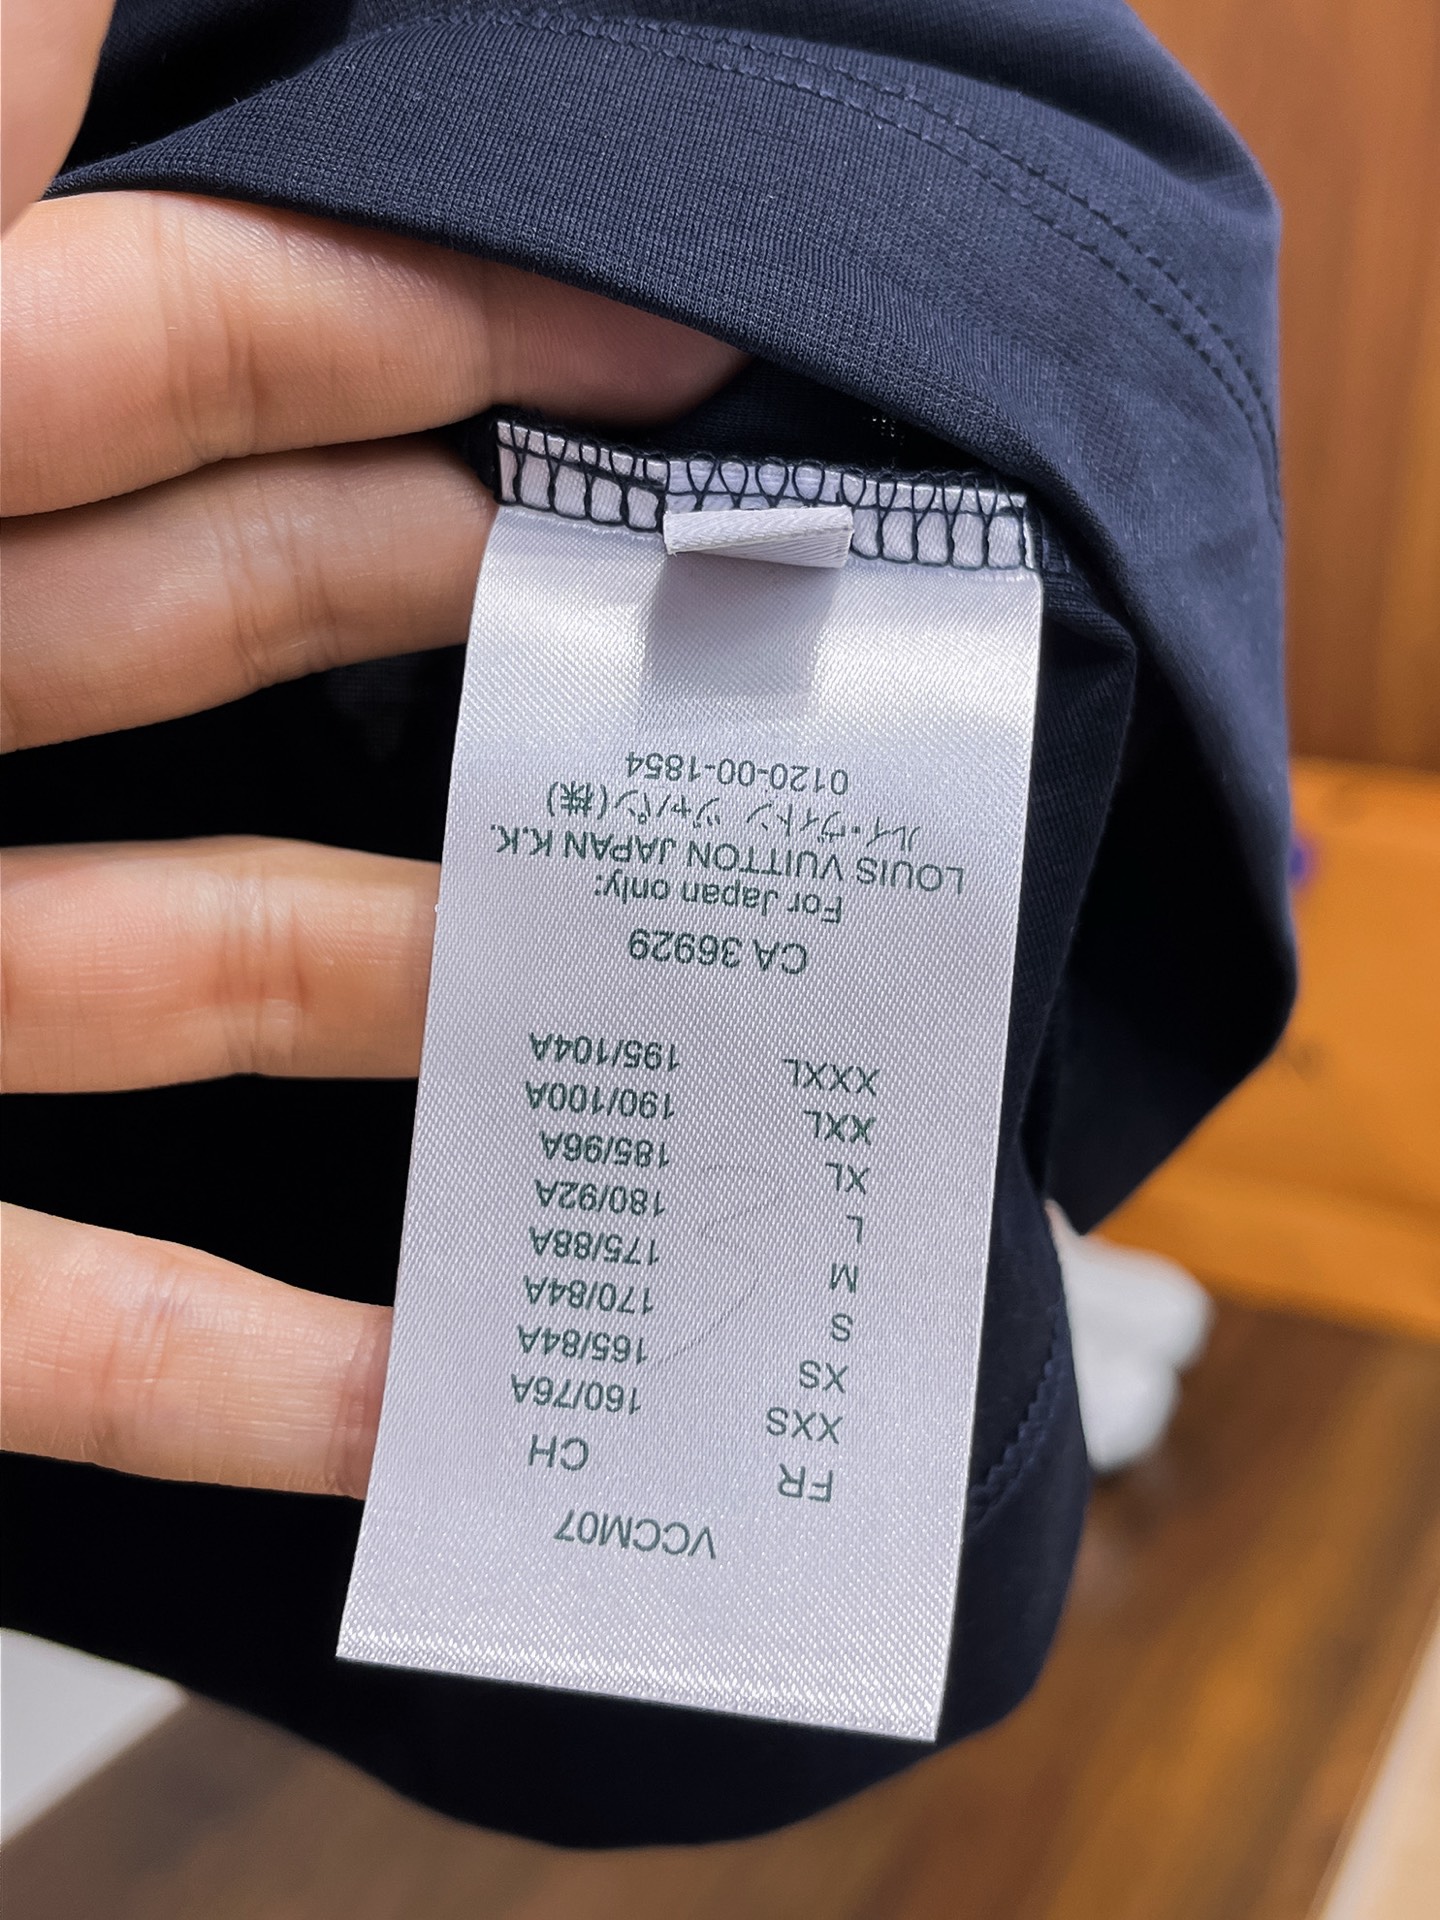 VCCM07
FR CH
XXS 160/76A
XS 165/84A
S 170/84A
M 175/88A
L 180/92A
XL 185/96A
XXL 190/100A
XXXL 195/104A
CA 36929
For Japan only:
LOUIS VUITTON JAPAN K.K.
ルイ・ヴィトン ジャパン(株)
0120-00-1854